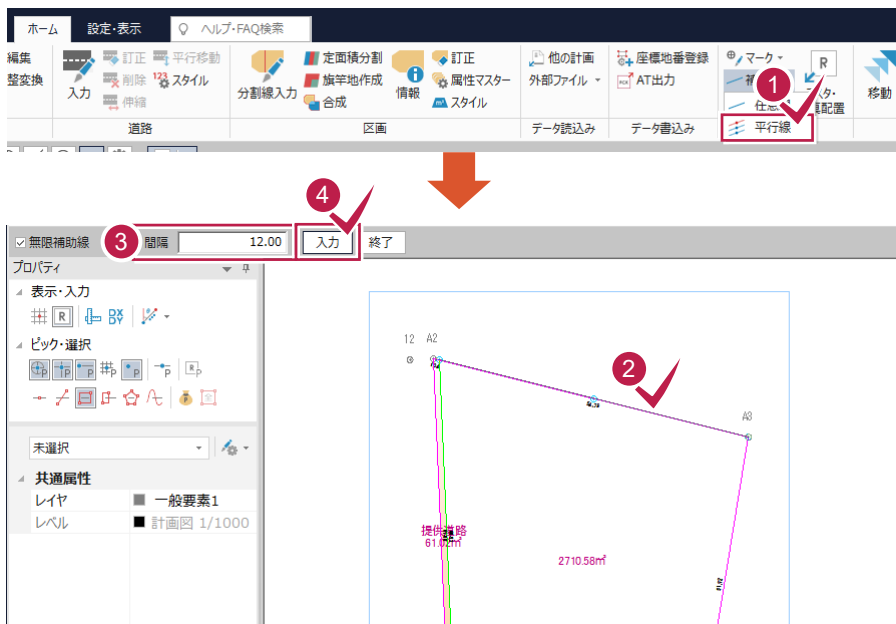 ホーム 設定・表示 ヘルプ・FAQ検索
編集 訂正 平行移動 定面積分割 訂正 他の計画 座標地番登録 マーク R
整変換 削除 スタイル 旗竿地作成 属性マスター 外部ファイル AT出力 1
入力 伸縮 分割線入力 合成 情報 スタイル 移動
道路 区画 データ読込み データ書込み 平行線
4
無限補助線 3 間隔 12.00 入力 終了
プロパティ
表示・入力
R
ピック・選択
未選択
共通属性
レイヤ 一般要素1
レベル 計画図 1/1000
12 A2
2
A3
提供道路
61.02㎡
2710.58㎡